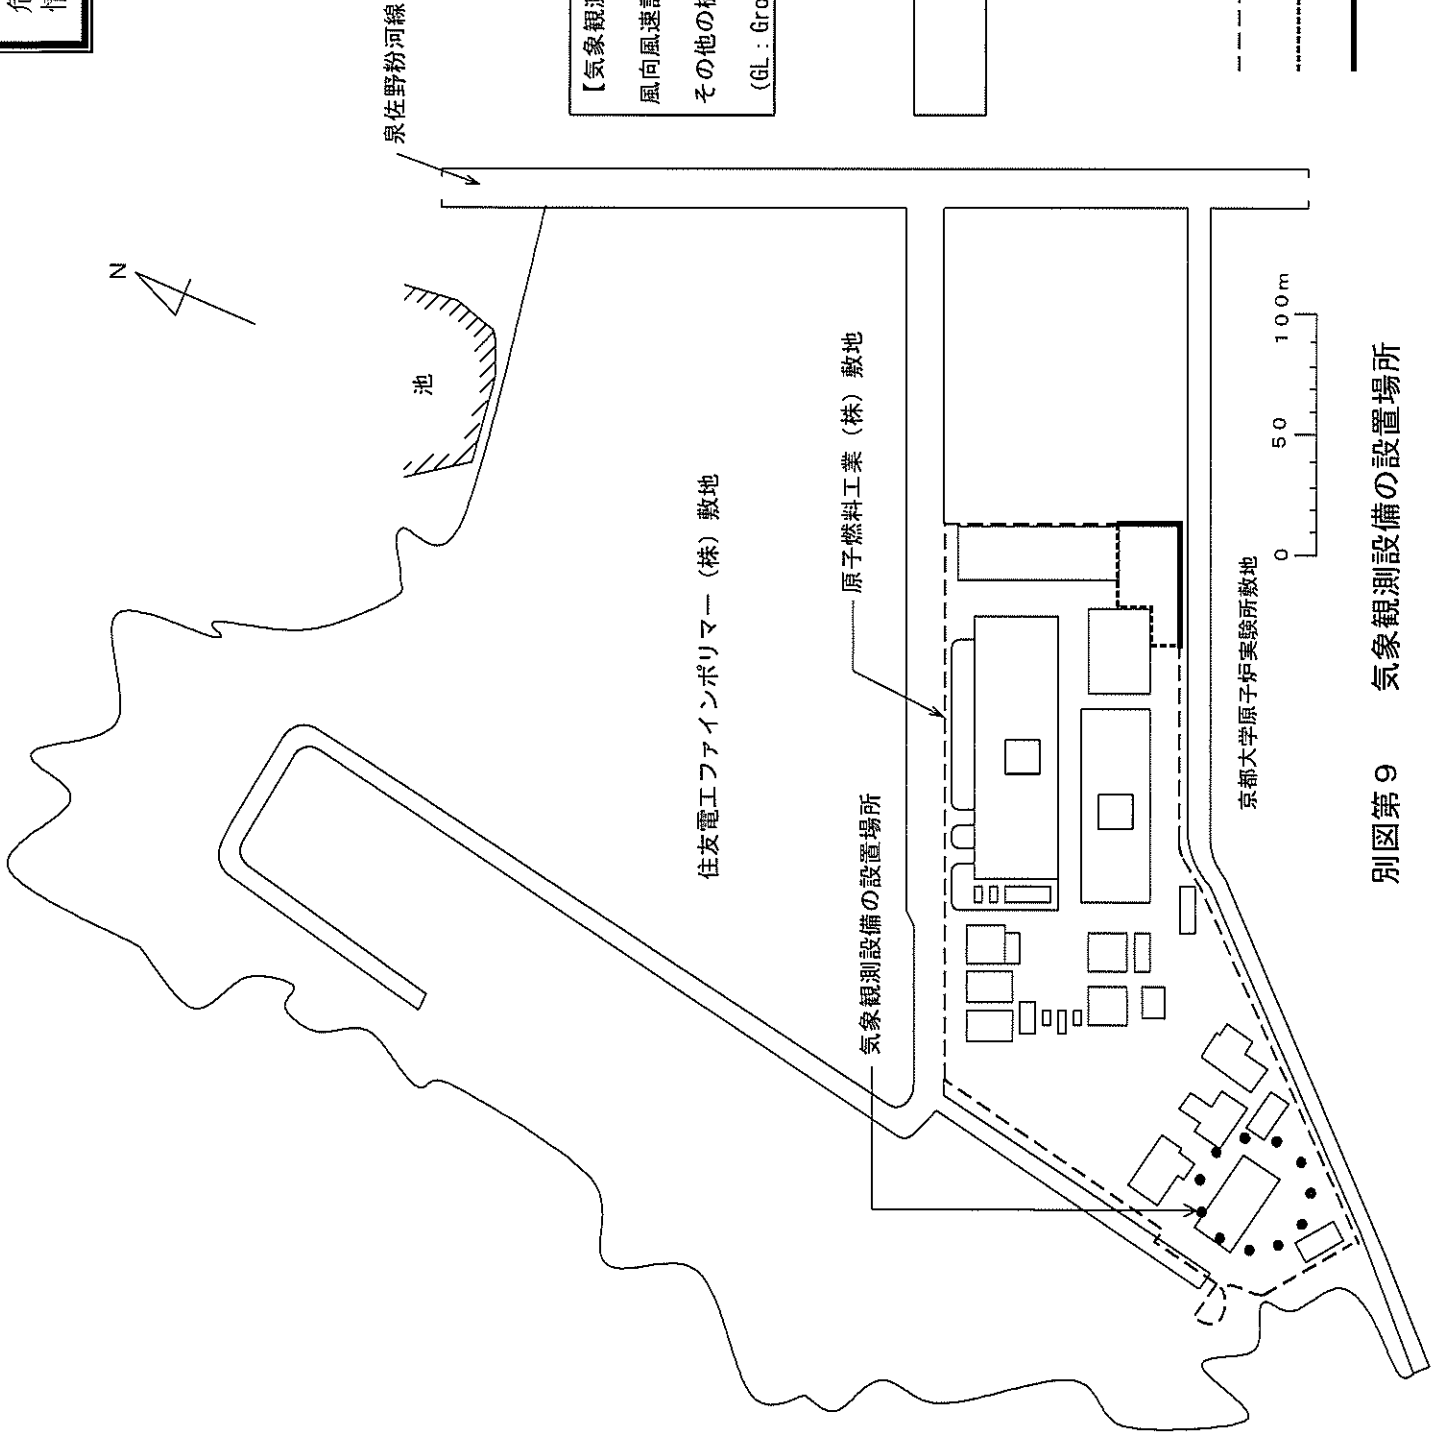 泉佐野粉河線
【気象観測
風向風速計
その他の
(GL：Gro
N
池
住友電工ファインポリマー（株）敷地
原子燃料工業（株）敷地
気象観測設備の設置場所
京都大学原子炉実験所敷地
0 50 100m
別図第9 気象観測設備の設置場所